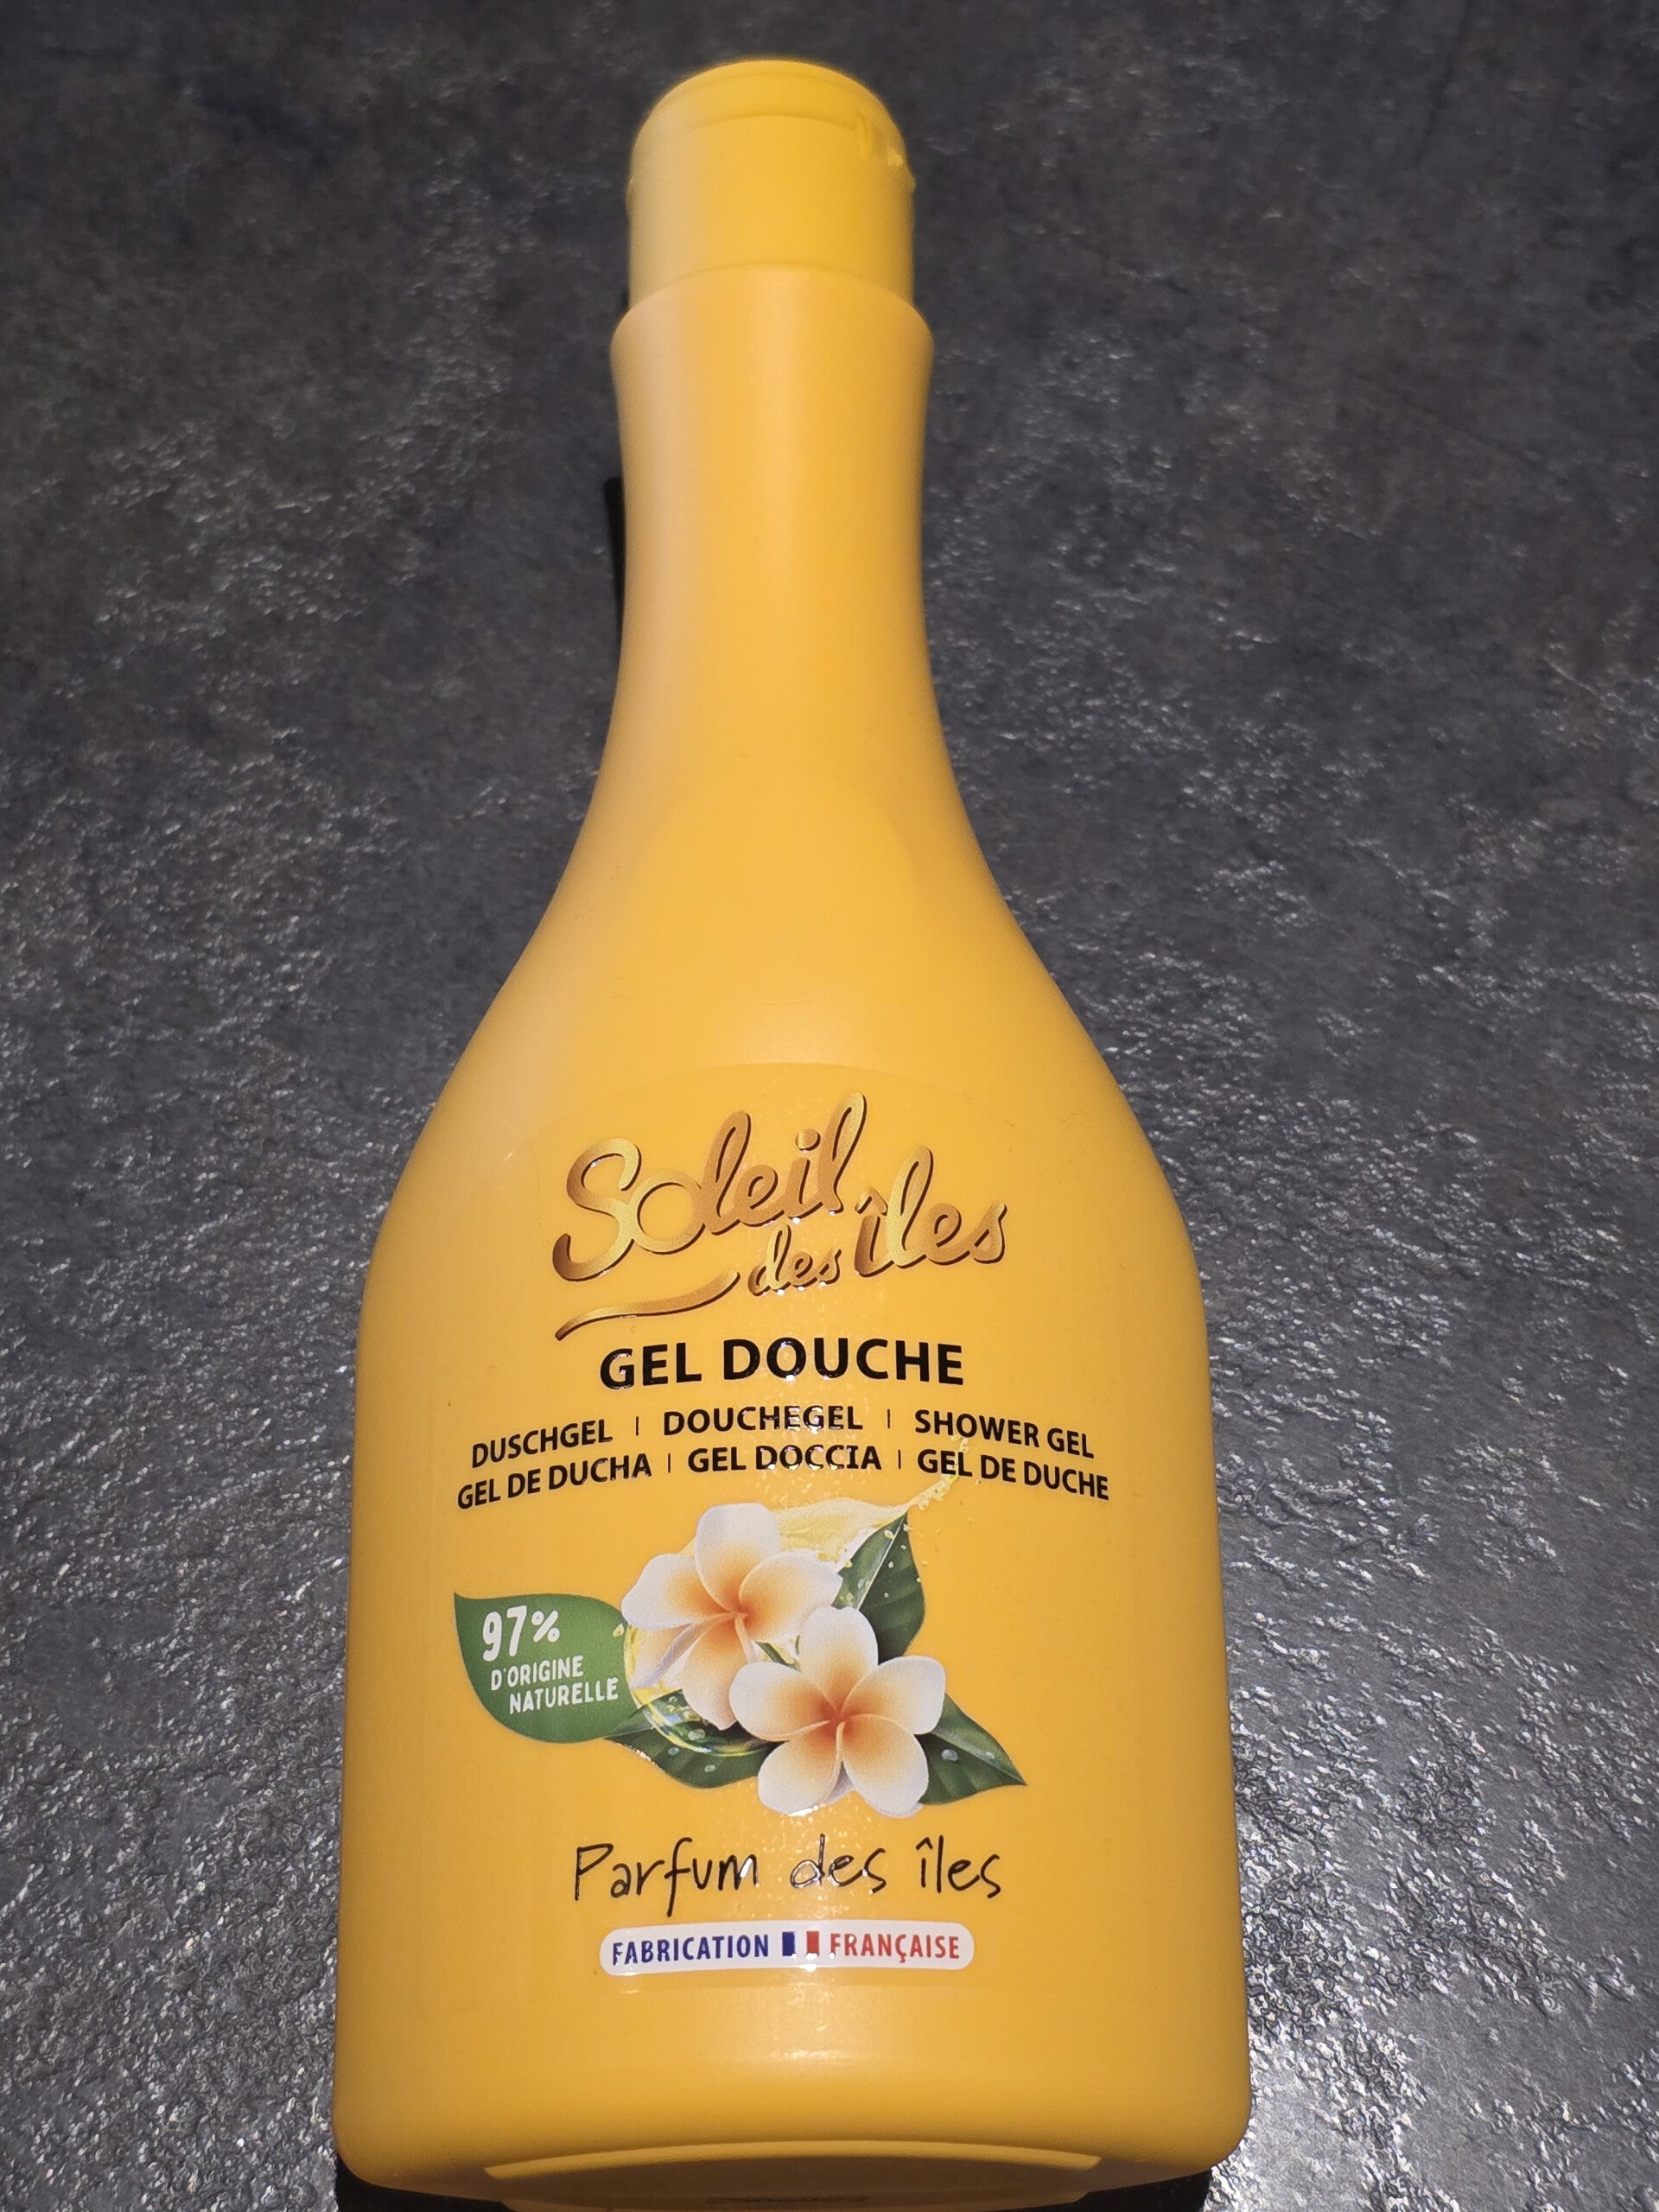 Soleil
des îles
GEL DOUCHE
DUSCHGEL | DOUCHEGEL | SHOWER GEL
GEL DE DUCHA | GEL DOCCIA | GEL DE DUCHE
97%
D'ORIGINE
NATURELLE
Parfum des îles
FABRICATION FRANÇAISE